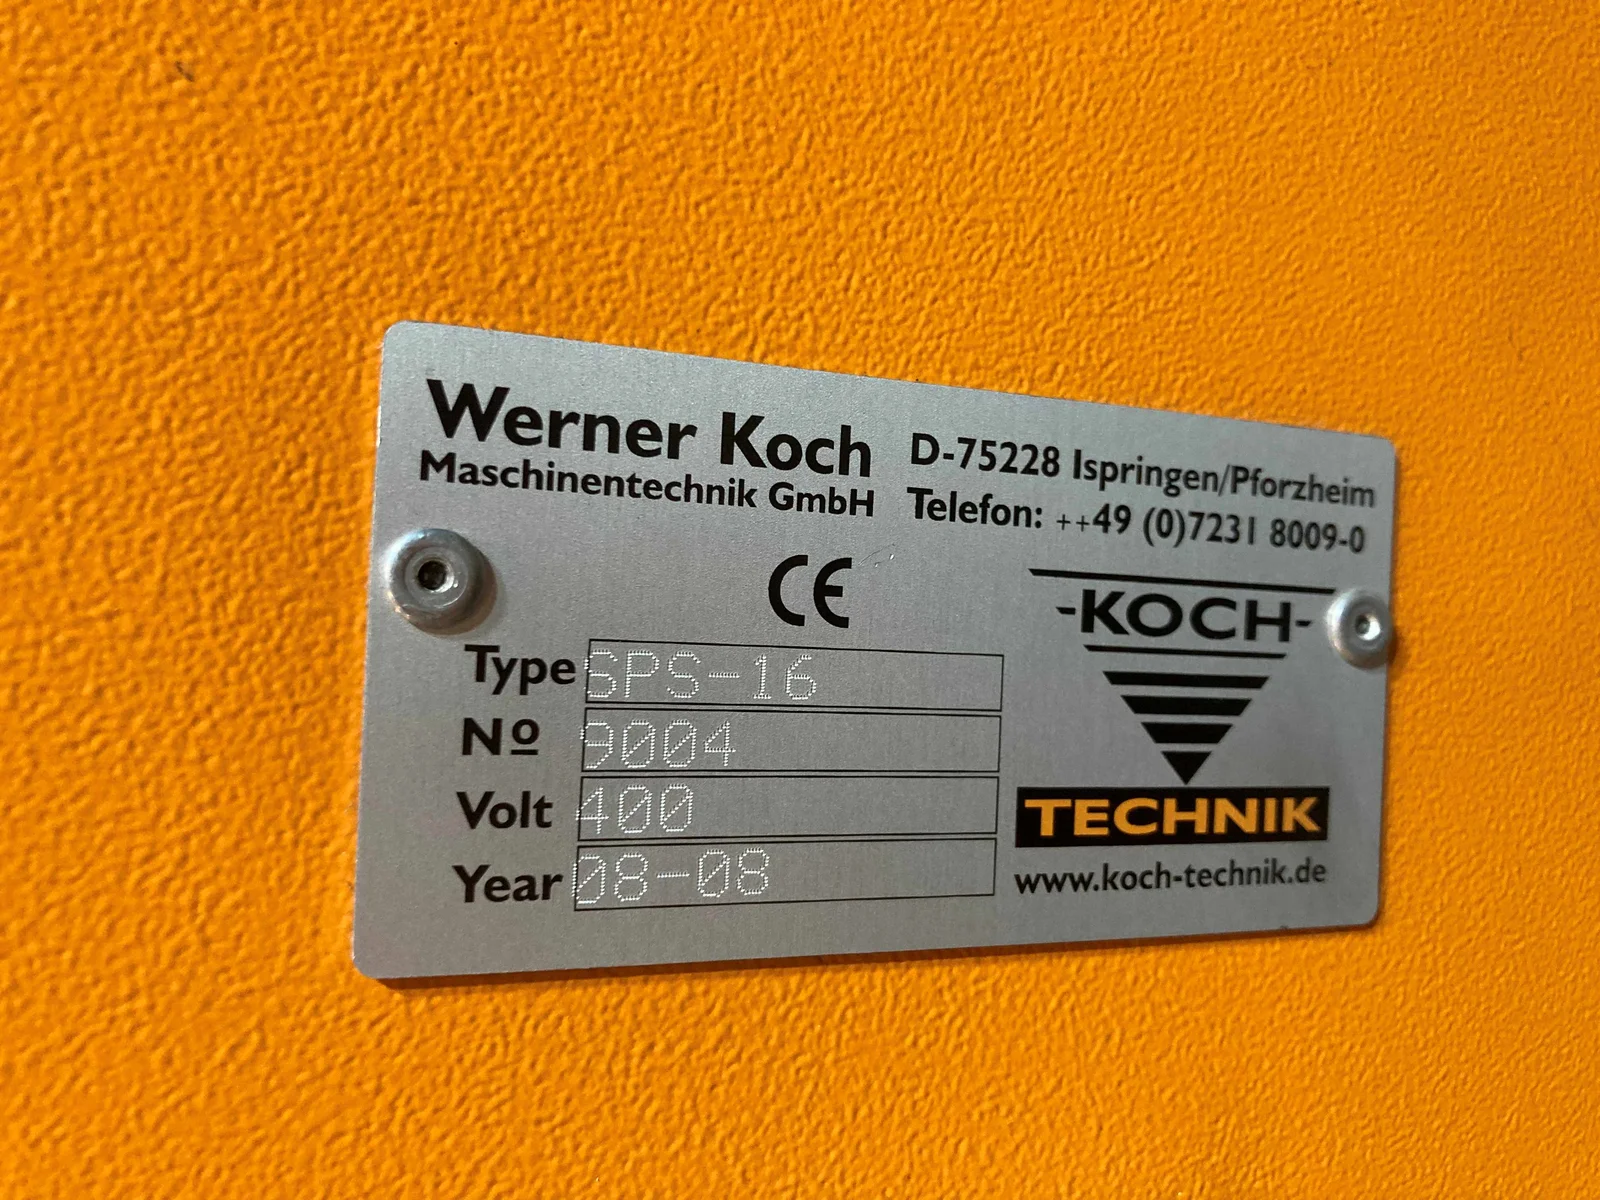 Werner Koch
Maschinentechnik GmbH
D-75228 Ispringen/Pforzheim
Telefon: ++49 (0)7231 8009-0
CE
Type SPS-16
Nº 9004
Volt 400
Year 08-08
-KOCH-
TECHNIK
www.koch-technik.de